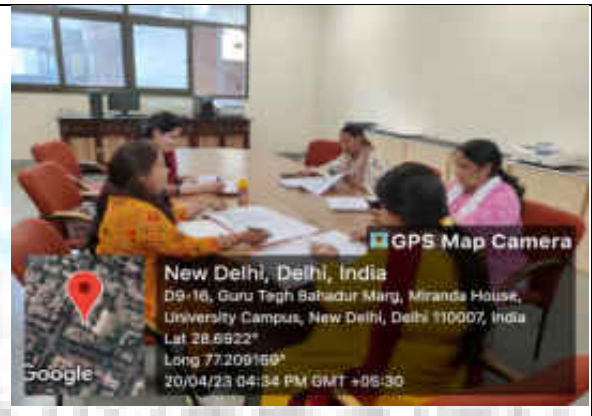 GPS Map Camera
New Delhi, Delhi, India
D9-16, Guru Tegh Bahadur Marg, Miranda House,
University Campus, New Delhi, Delhi 110007, India
Lat 28.6922°
Long 77.209169°
20/04/23 04:34 PM GMT +05:30
Google